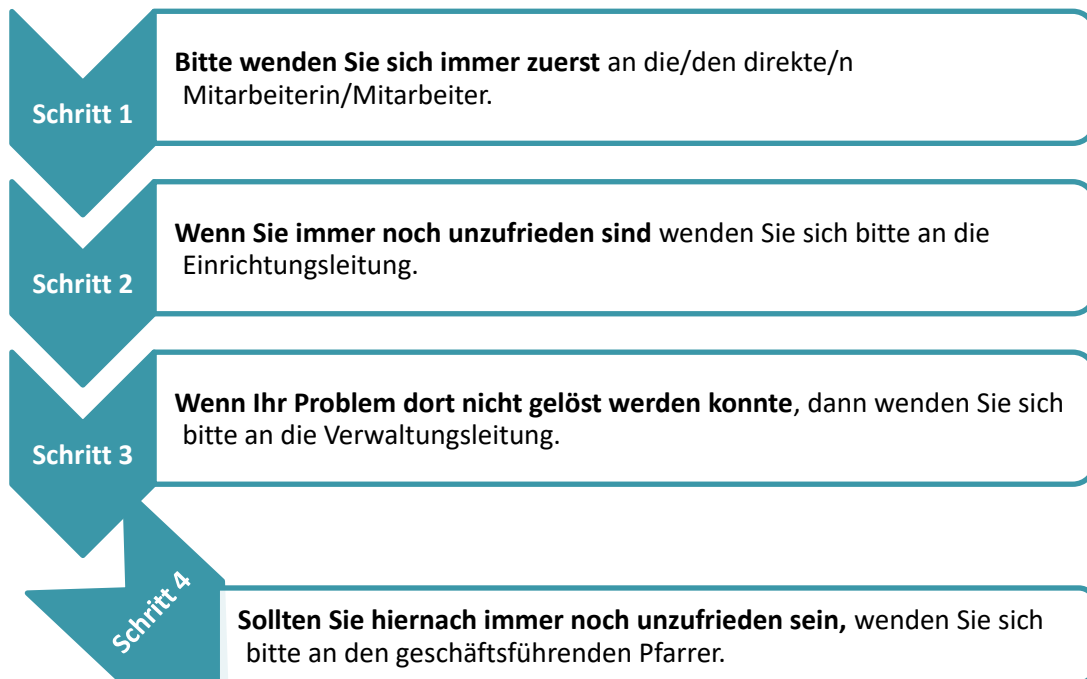 Schritt 1
Bitte wenden Sie sich immer zuerst an die/den direkte/n
Mitarbeiterin/Mitarbeiter.
Schritt 2
Wenn Sie immer noch unzufrieden sind wenden Sie sich bitte an die
Einrichtungsleitung.
Schritt 3
Wenn Ihr Problem dort nicht gelöst werden konnte, dann wenden Sie sich
bitte an die Verwaltungsleitung.
Schritt 4
Sollten Sie hiernach immer noch unzufrieden sein, wenden Sie sich
bitte an den geschäftsführenden Pfarrer.